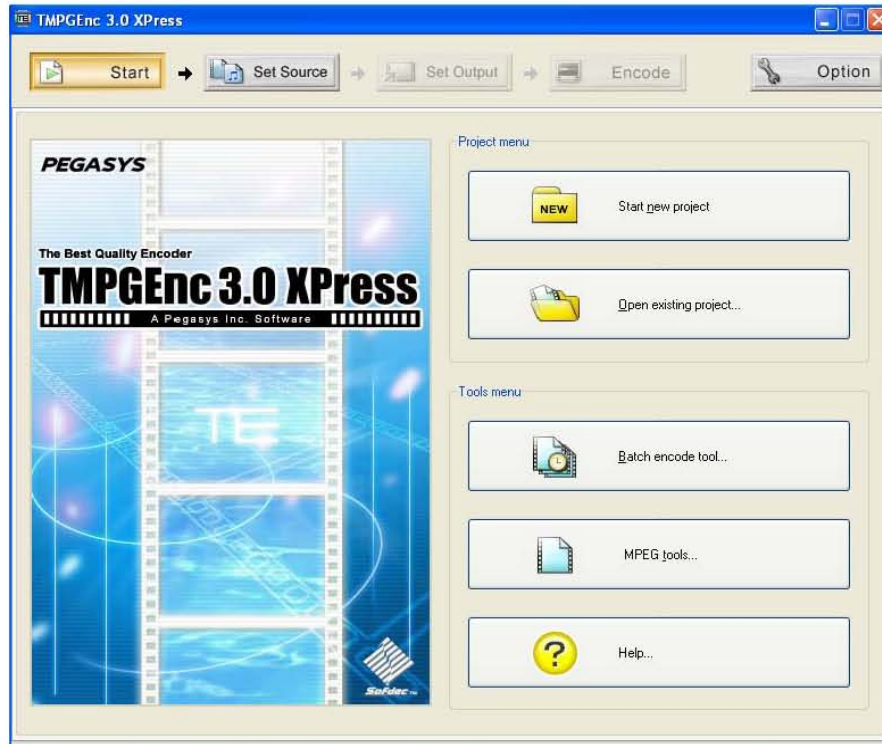 TMPGEnc 3.0 XPress
Start
Set Source
Set Output
Encode
Option
PEGASYS
The Best Quality Encoder
TMPGEnc 3.0 XPress
A Pegasys Inc. Software
TE
Sofdec ™
Project menu
NEW
Start new project
Open existing project...
Tools menu
Batch encode tool...
MPEG tools...
?
Help...